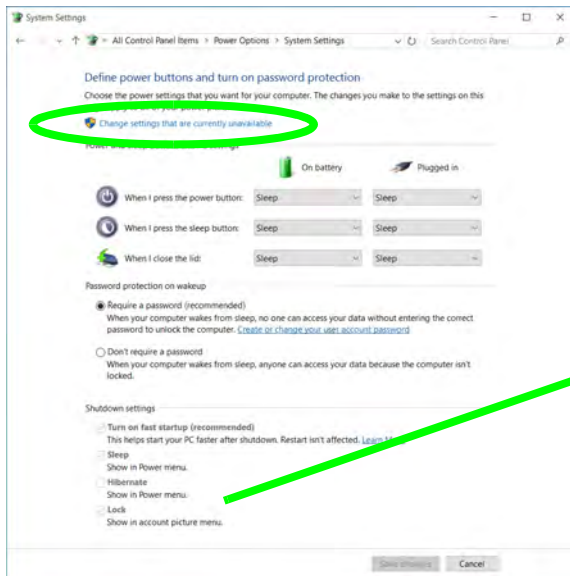 System Settings
All Control Panel Items > Power Options > System Settings
Search Control Panel
Define power buttons and turn on password protection
Choose the power settings that you want for your computer. The changes you make to the settings on this
Change settings that are currently unavailable
On battery
Plugged in
When I press the power button: Sleep Sleep
When I press the sleep button: Sleep Sleep
When I close the lid: Sleep Sleep
Password protection on wakeup
Require a password (recommended)
When your computer wakes from sleep, no one can access your data without entering the correct
password to unlock the computer. Create or change your user account password
Don't require a password
When your computer wakes from sleep, anyone can access your data because the computer isn't
locked.
Shutdown settings
Turn on fast startup (recommended)
This helps start your PC faster after shutdown. Restart isn't affected. Learn
Sleep
Show in Power menu.
Hibernate
Show in Power menu.
Lock
Show in account picture menu.
Save changes Cancel